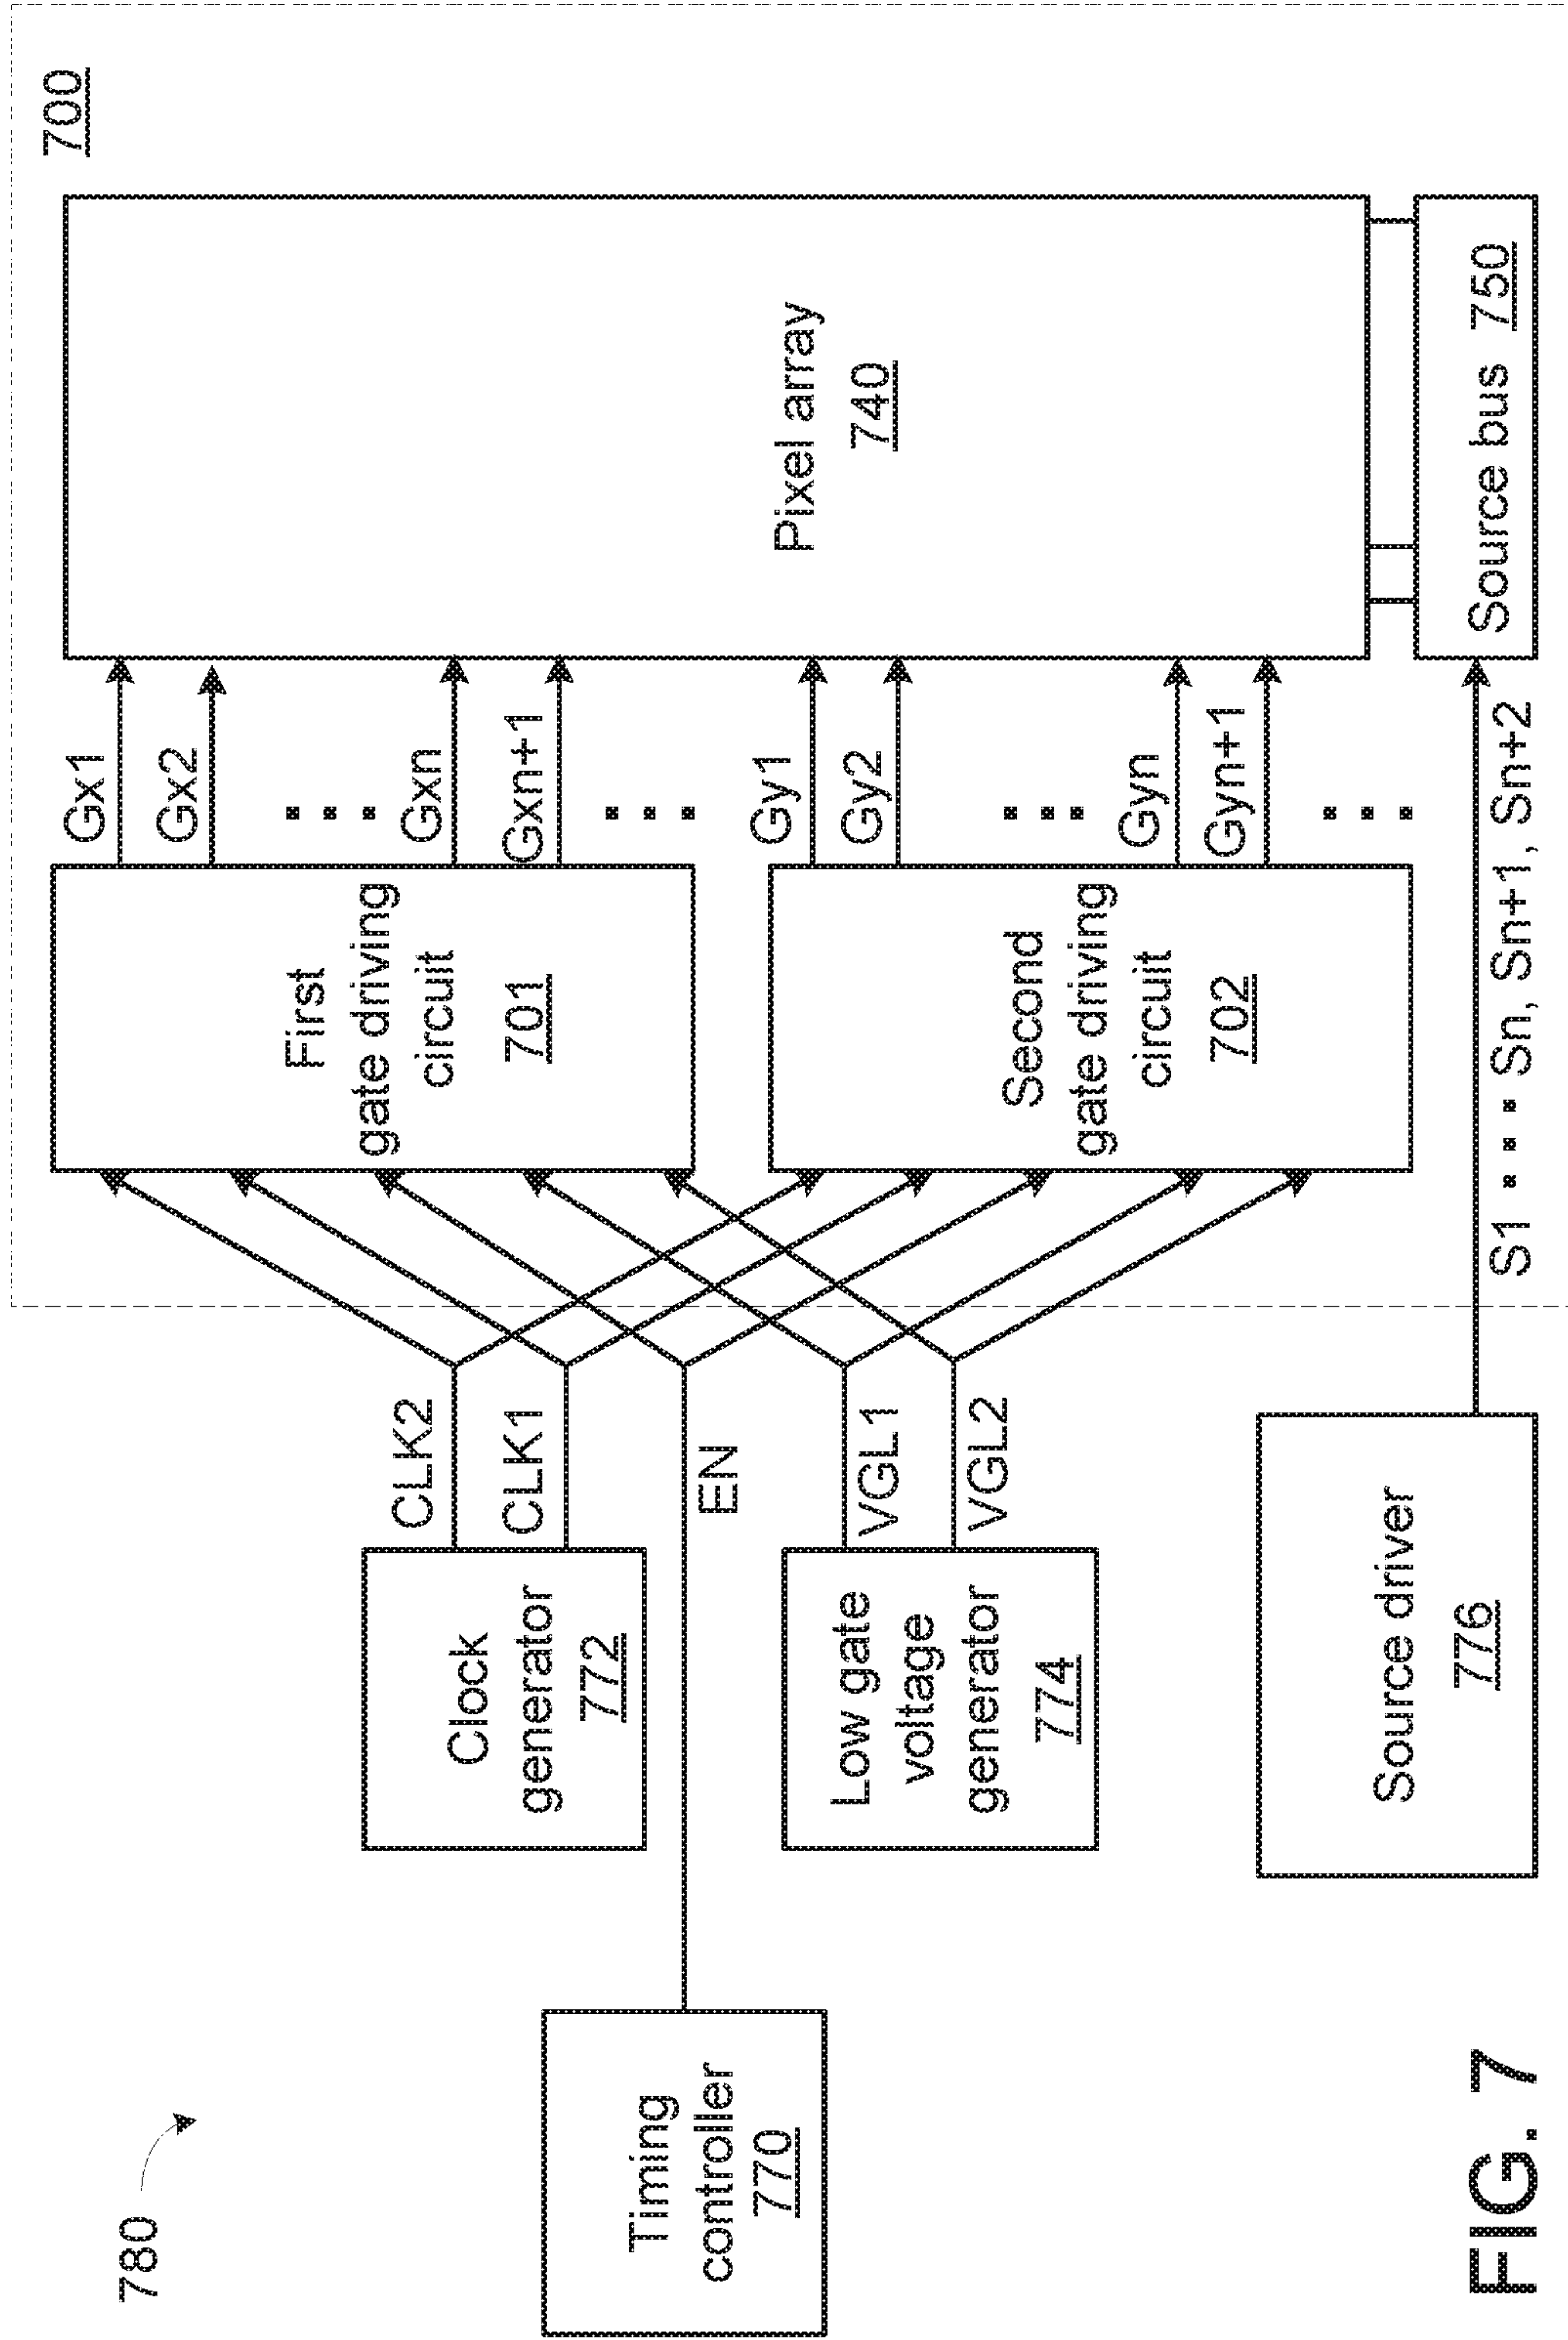 780
700
Timing
controller
770
Clock
generator
772
CLK2
CLK1
EN
Low gate
voltage
generator
774
VGL1
VGL2
Source driver
776
First
gate driving
circuit
701
Second
gate driving
circuit
702
Gx1
Gx2
Gxn
Gxn+1
Gy1
Gy2
Gyn
Gyn+1
Pixel array
740
S1 ··· Sn, Sn+1, Sn+2
Source bus 750
FIG. 7